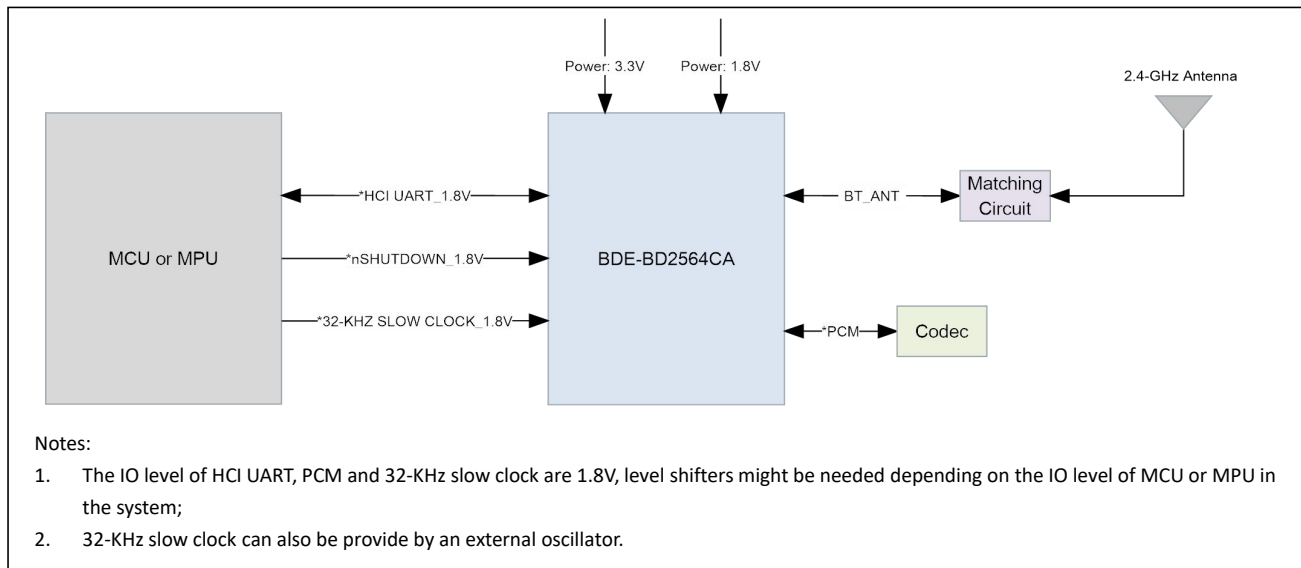 Power: 3.3V
Power: 1.8V
2.4-GHz Antenna
*HCI UART_1.8V
BT_ANT
Matching
Circuit
MCU or MPU
*nSHUTDOWN_1.8V
BDE-BD2564CA
*32-KHZ SLOW CLOCK_1.8V
*PCM
Codec
Notes:
1. The IO level of HCI UART, PCM and 32-KHz slow clock are 1.8V, level shifters might be needed depending on the IO level of MCU or MPU in
the system;
2. 32-KHz slow clock can also be provide by an external oscillator.